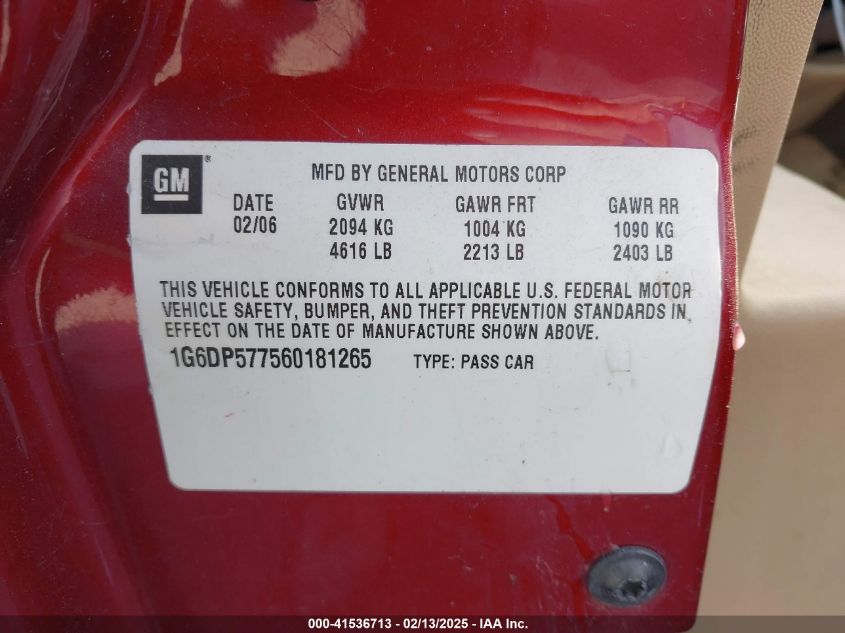 GM ®
MFD BY GENERAL MOTORS CORP
DATE GVWR GAWR FRT GAWR RR
02/06 2094 KG 1004 KG 1090 KG
4616 LB 2213 LB 2403 LB
THIS VEHICLE CONFORMS TO ALL APPLICABLE U.S. FEDERAL MOTOR
VEHICLE SAFETY, BUMPER, AND THEFT PREVENTION STANDARDS IN
EFFECT ON THE DATE OF MANUFACTURE SHOWN ABOVE.
1G6DP577560181265 TYPE: PASS CAR
000-41536713 - 02/13/2025 - IAA Inc.